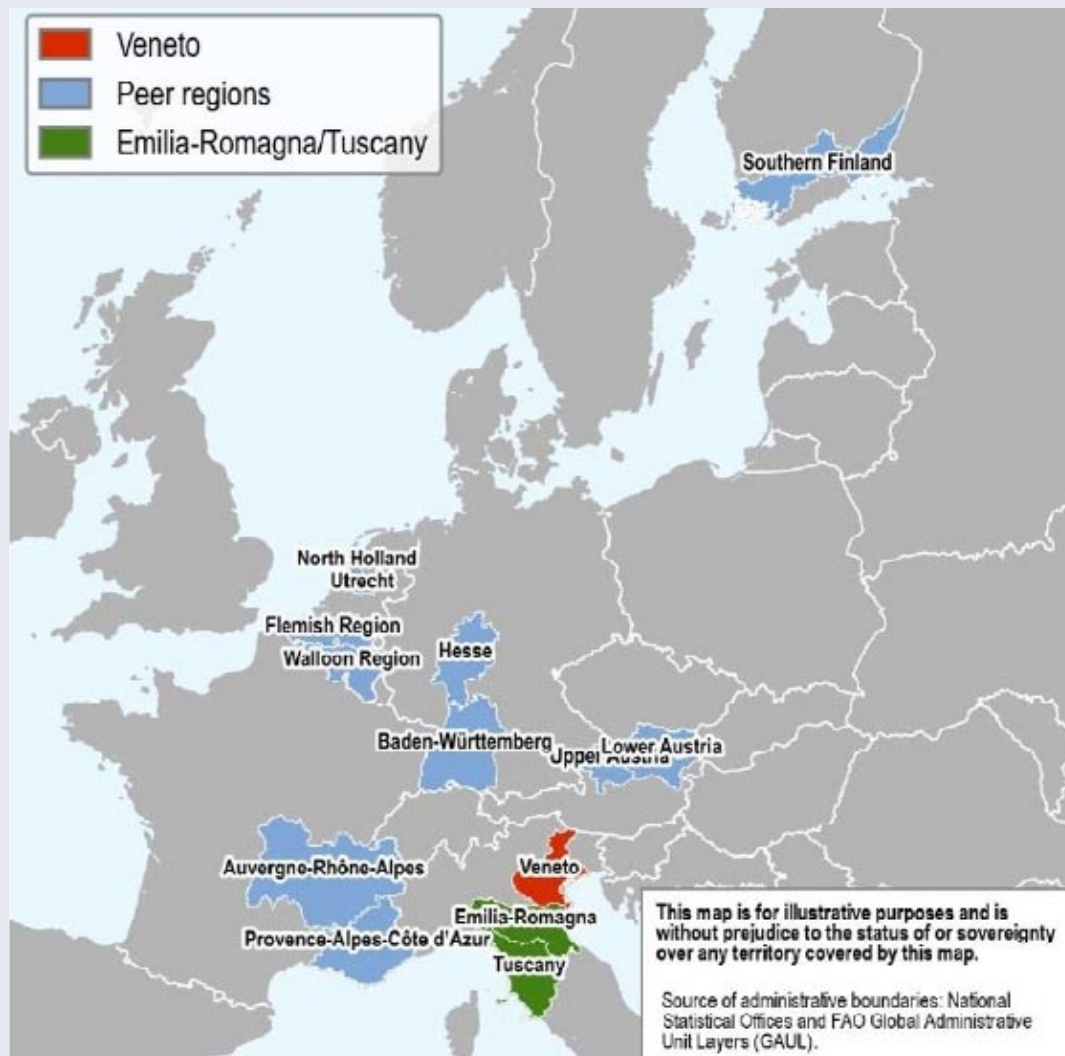 Veneto
Peer regions
Emilia-Romagna/Tuscany
Southern Finland
North Holland
Utrecht
Flemish Region
Walloon Region
Hesse
Baden-Württemberg
Lower Austria
Upper Austria
Auvergne-Rhône-Alpes
Veneto
Emilia-Romagna
Provence-Alpes-Côte d'Azur
Tuscany
This map is for illustrative purposes and is
without prejudice to the status of or sovereignty
over any territory covered by this map.
Source of administrative boundaries: National
Statistical Offices and FAO Global Administrative
Unit Layers (GAUL).